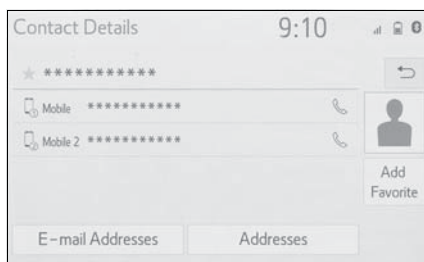 Contact Details 9:10
***********
Mobile ***********
Mobile 2 ***********
Add
Favorite
E-mail Addresses
Addresses